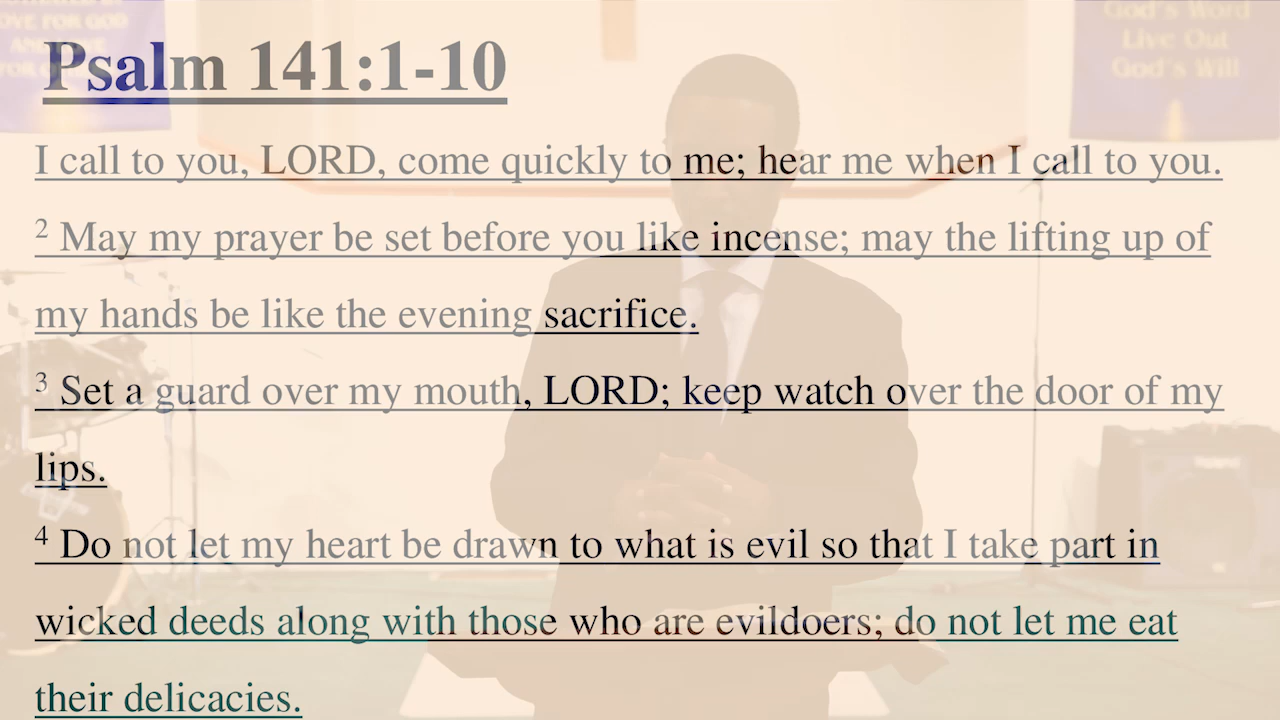 OVE FOR GOD
God's Word
Live Out
God's Will
Psalm 141:1-10
I call to you, LORD, come quickly to me; hear me when I call to you.
2 May my prayer be set before you like incense; may the lifting up of
my hands be like the evening sacrifice.
3 Set a guard over my mouth, LORD; keep watch over the door of my
lips.
4 Do not let my heart be drawn to what is evil so that I take part in
wicked deeds along with those who are evildoers; do not let me eat
their delicacies.